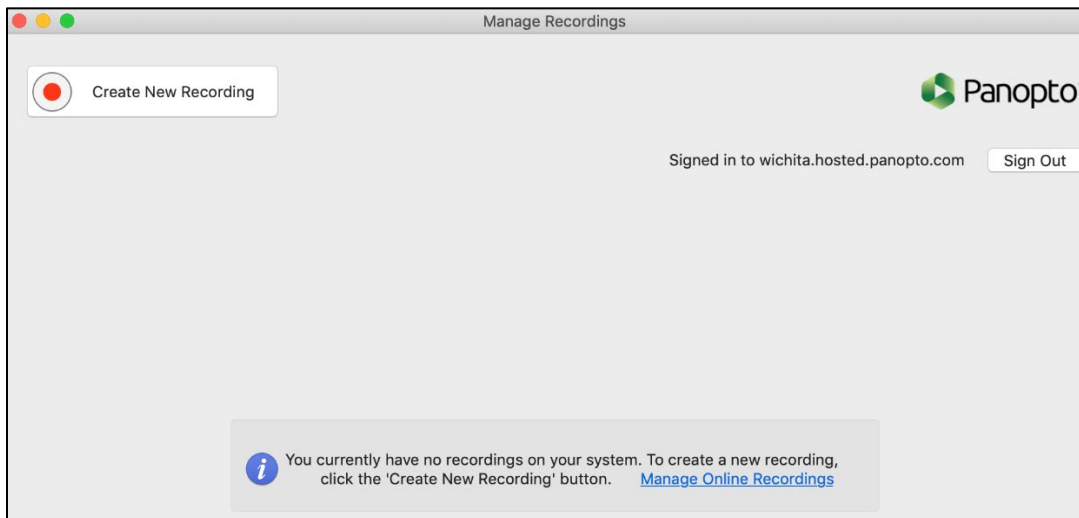 Manage Recordings
Create New Recording
Panopto
Signed in to wichita.hosted.panopto.com
Sign Out
You currently have no recordings on your system. To create a new recording,
click the 'Create New Recording' button. Manage Online Recordings